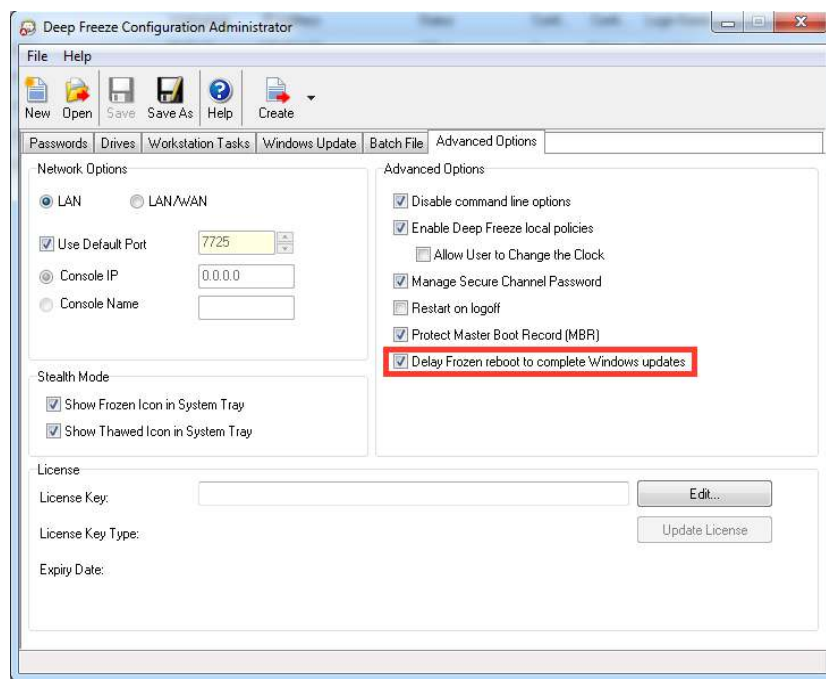 Deep Freeze Configuration Administrator
File Help
New Open Save Save As Help Create
Passwords Drives Workstation Tasks Windows Update Batch File Advanced Options
Network Options
LAN LAN/WAN
Use Default Port 7725
Console IP 0.0.0.0
Console Name
Stealth Mode
Show Frozen Icon in System Tray
Show Thawed Icon in System Tray
Advanced Options
Disable command line options
Enable Deep Freeze local policies
Allow User to Change the Clock
Manage Secure Channel Password
Restart on logoff
Protect Master Boot Record (MBR)
Delay Frozen reboot to complete Windows updates
License
License Key: Edit...
License Key Type: Update License
Expiry Date: